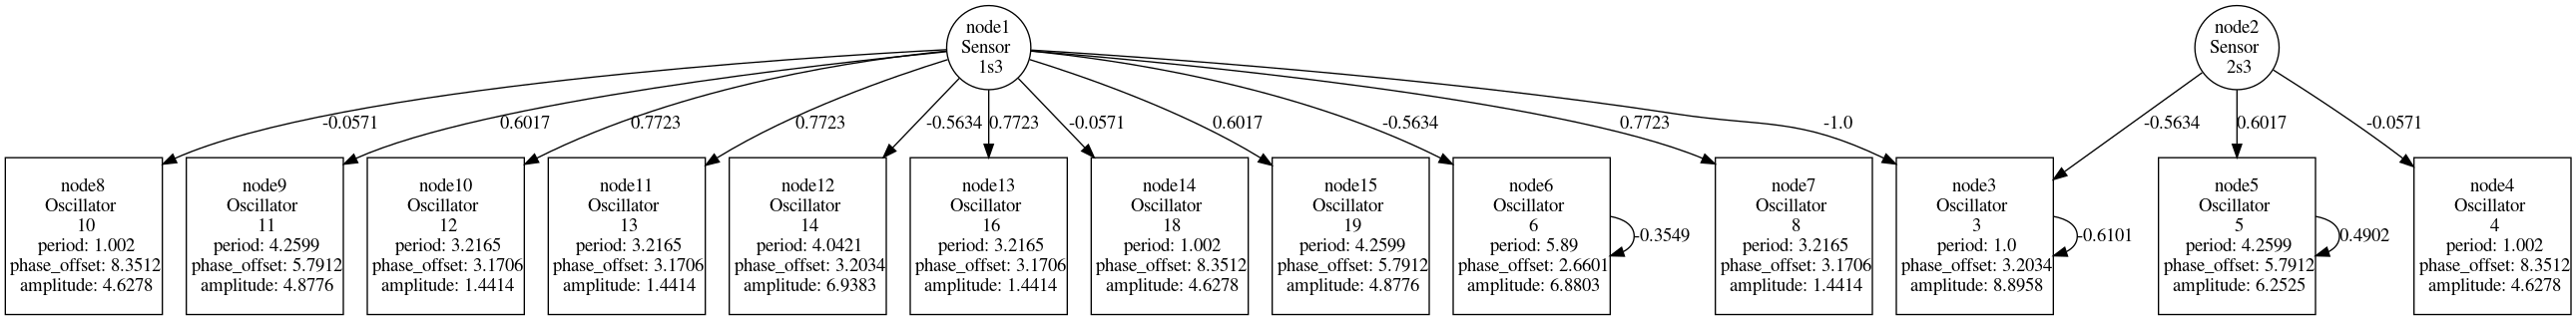 node1
Sensor
1s3
node2
Sensor
2s3
-0.0571
0.6017
0.7723
0.7723
-0.5634
0.7723
-0.0571
0.6017
-0.5634
0.7723
-1.0
-0.5634
0.6017
-0.0571
node8
Oscillator
10
period: 1.002
phase_offset: 8.3512
amplitude: 4.6278
node9
Oscillator
11
period: 4.2599
phase_offset: 5.7912
amplitude: 4.8776
node10
Oscillator
12
period: 3.2165
phase_offset: 3.1706
amplitude: 1.4414
node11
Oscillator
13
period: 3.2165
phase_offset: 3.1706
amplitude: 1.4414
node12
Oscillator
14
period: 4.0421
phase_offset: 3.2034
amplitude: 6.9383
node13
Oscillator
16
period: 3.2165
phase_offset: 3.1706
amplitude: 1.4414
node14
Oscillator
18
period: 1.002
phase_offset: 8.3512
amplitude: 4.6278
node15
Oscillator
19
period: 4.2599
phase_offset: 5.7912
amplitude: 4.8776
node6
Oscillator
6
period: 5.89
phase_offset: 2.6601
amplitude: 6.8803
-0.3549
node7
Oscillator
8
period: 3.2165
phase_offset: 3.1706
amplitude: 1.4414
node3
Oscillator
3
period: 1.0
phase_offset: 3.2034
amplitude: 8.8958
-0.6101
node5
Oscillator
5
period: 4.2599
phase_offset: 5.7912
amplitude: 6.2525
0.4902
node4
Oscillator
4
period: 1.002
phase_offset: 8.3512
amplitude: 4.6278